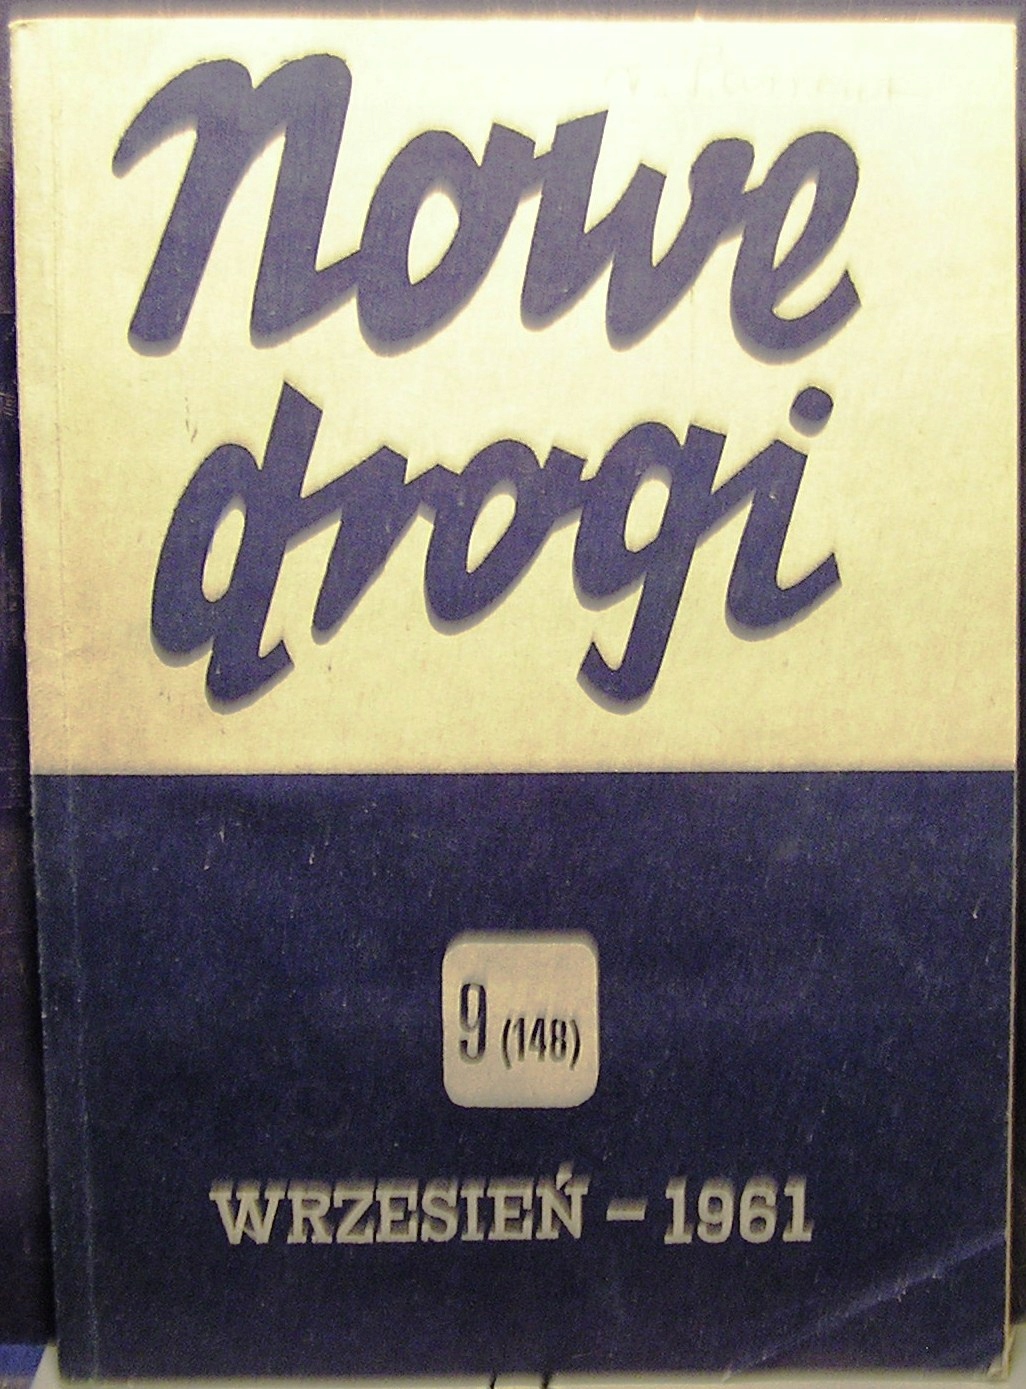 Nowe
drogi
9 (148)
WRZESIEŃ – 1961